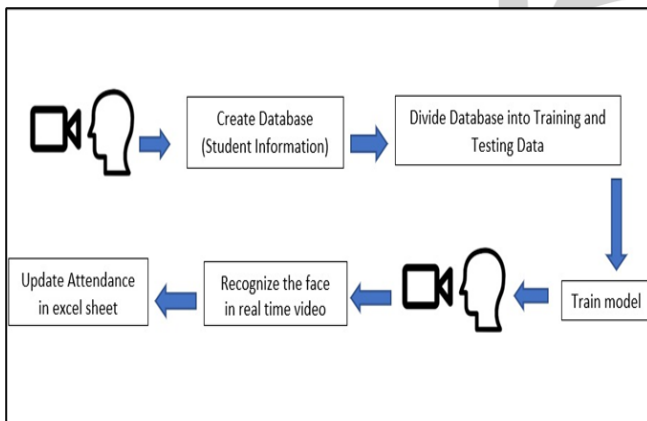 Create Database
(Student Information)
Divide Database into Training and
Testing Data
Train model
Recognize the face
in real time video
Update Attendance
in excel sheet